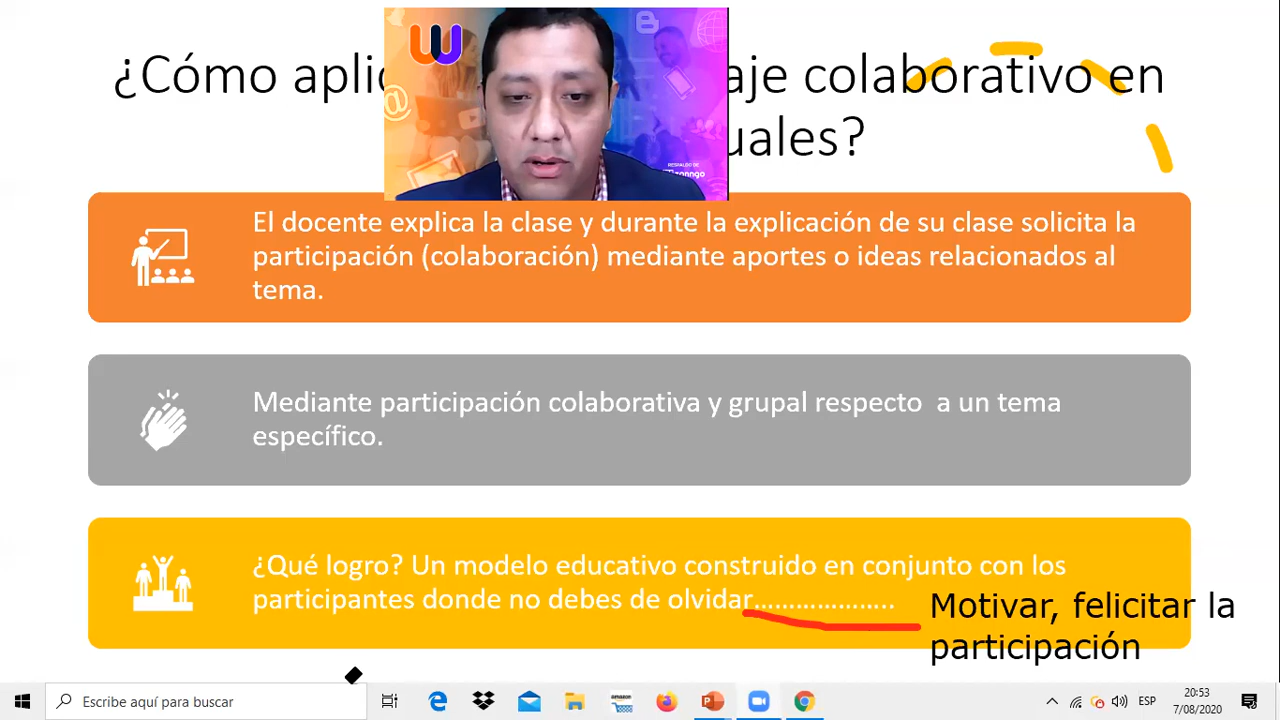 ¿Cómo aplic aje colaborativo en
uales?
RESPALDO DE
El docente explica la clase y durante la explicación de su clase solicita la
participación (colaboración) mediante aportes o ideas relacionados al
tema.
Mediante participación colaborativa y grupal respecto a un tema
específico.
¿Qué logro? Un modelo educativo construido en conjunto con los
participantes donde no debes de olvidar………………..
Motivar, felicitar la
participación
Escribe aquí para buscar
amazon
ESP
20:53
7/08/2020